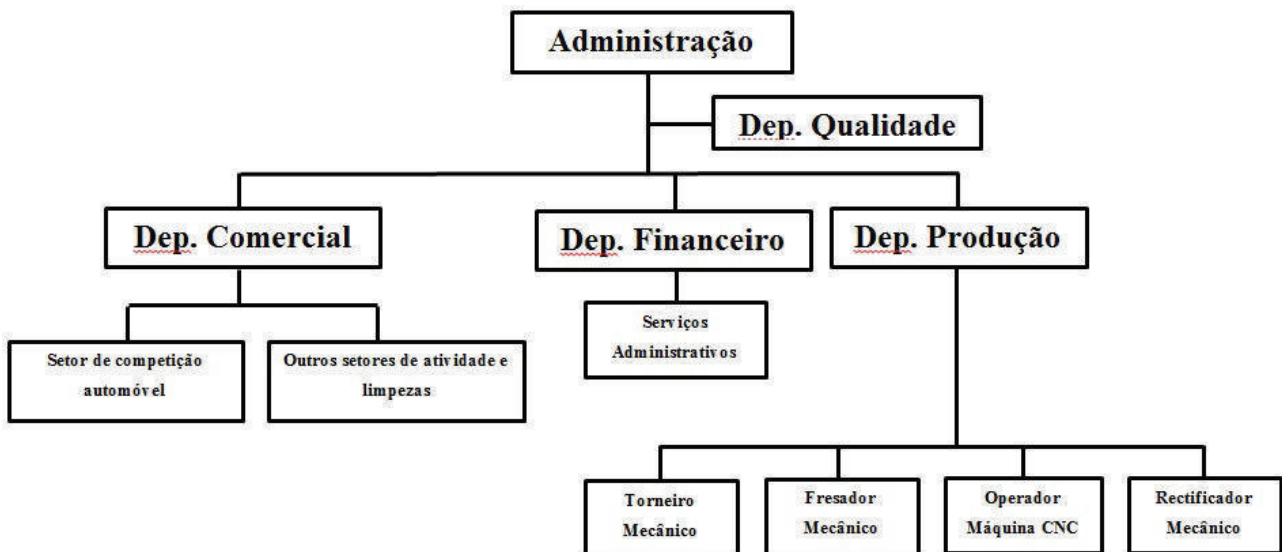 Administração
Dep. Qualidade
Dep. Comercial
Dep. Financeiro
Dep. Produção
Setor de competição
automóvel
Outros setores de atividade e
limpezas
Serviços
Administrativos
Torneiro
Mecânico
Fresador
Mecânico
Operador
Máquina CNC
Rectificador
Mecânico